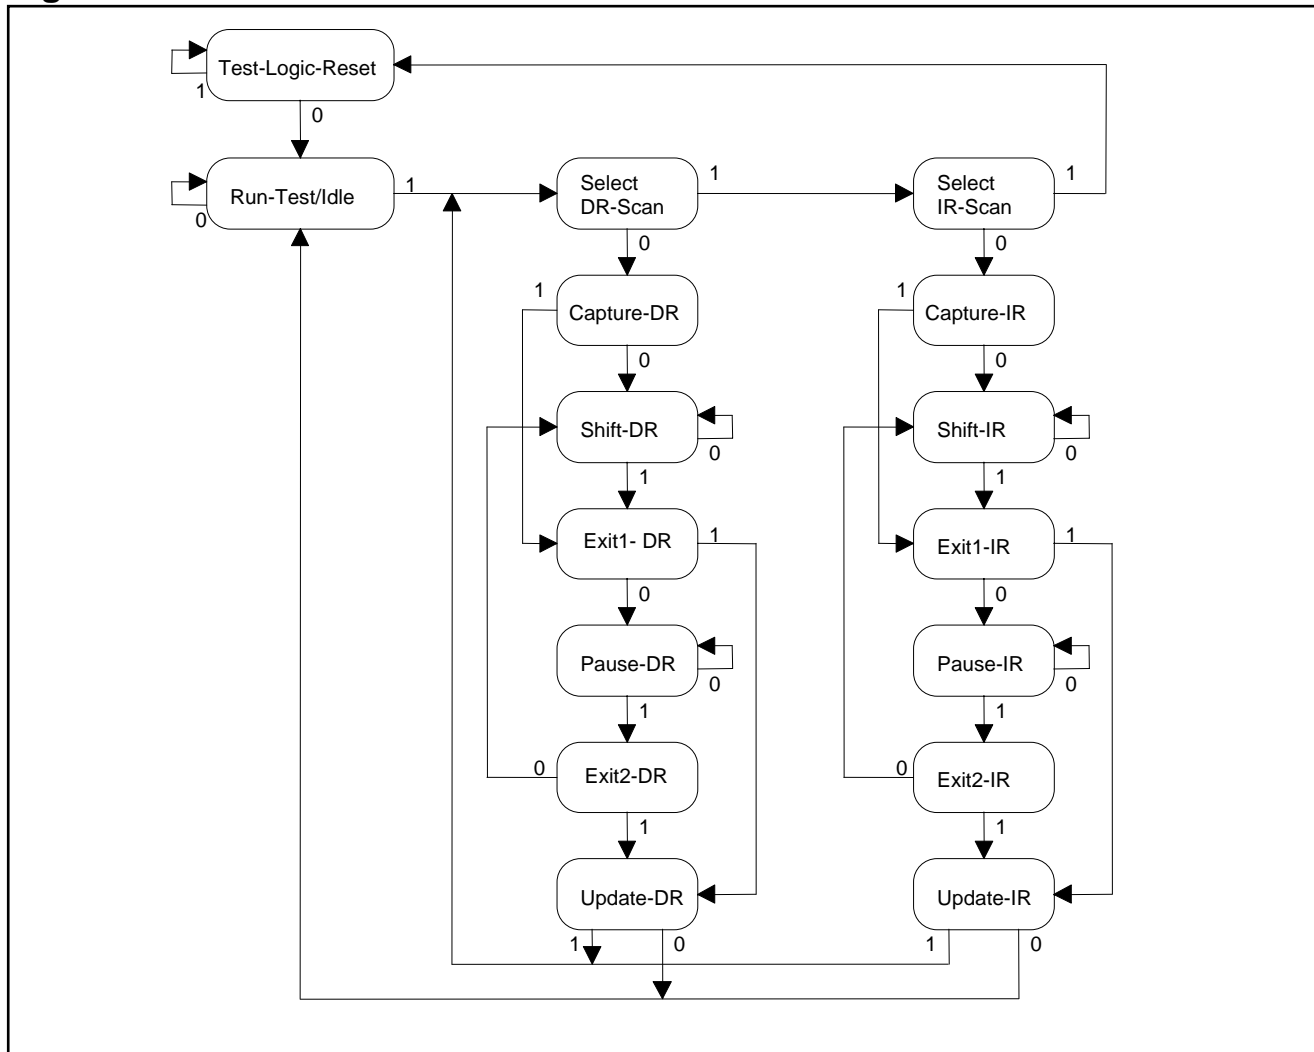 Test-Logic-Reset
1
0
Run-Test/Idle
0
1
Select
DR-Scan
1
Select
IR-Scan
1
0
0
1
Capture-DR
1
Capture-IR
0
0
Shift-DR
0
Shift-IR
0
1
1
Exit1- DR
1
Exit1-IR
1
0
0
Pause-DR
0
Pause-IR
0
1
1
0
Exit2-DR
0
Exit2-IR
1
1
Update-DR
Update-IR
1
0
1
0